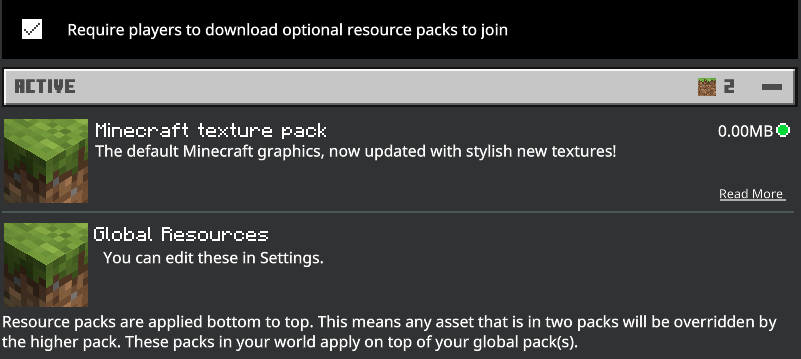 Require players to download optional resource packs to join
ACTIVE 2
Minecraft texture pack
0.00MB
The default Minecraft graphics, now updated with stylish new textures!
Read More
Global Resources
You can edit these in Settings.
Resource packs are applied bottom to top. This means any asset that is in two packs will be overridden by
the higher pack. These packs in your world apply on top of your global pack(s).